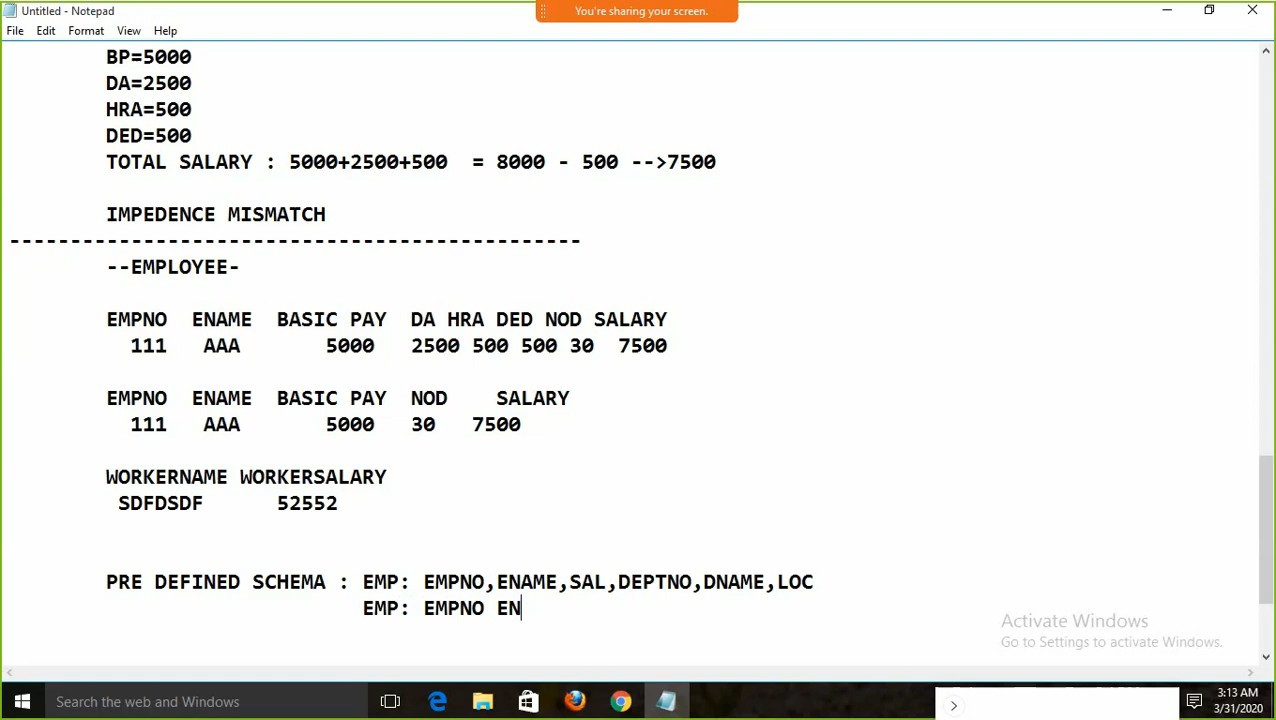 Untitled - Notepad
You're sharing your screen.
File Edit Format View Help
BP=5000
DA=2500
HRA=500
DED=500
TOTAL SALARY : 5000+2500+500 = 8000 - 500 -->7500
IMPEDENCE MISMATCH
-----------------------------------------------
--EMPLOYEE-
EMPNO ENAME BASIC PAY DA HRA DED NOD SALARY
111 AAA 5000 2500 500 500 30 7500
EMPNO ENAME BASIC PAY NOD SALARY
111 AAA 5000 30 7500
WORKERNAME WORKERSALARY
SDFDSDF 52552
PRE DEFINED SCHEMA : EMP: EMPNO,ENAME,SAL,DEPTNO,DNAME,LOC
EMP: EMPNO EN
Activate Windows
Go to Settings to activate Windows.
Search the web and Windows
3:13 AM
3/31/2020